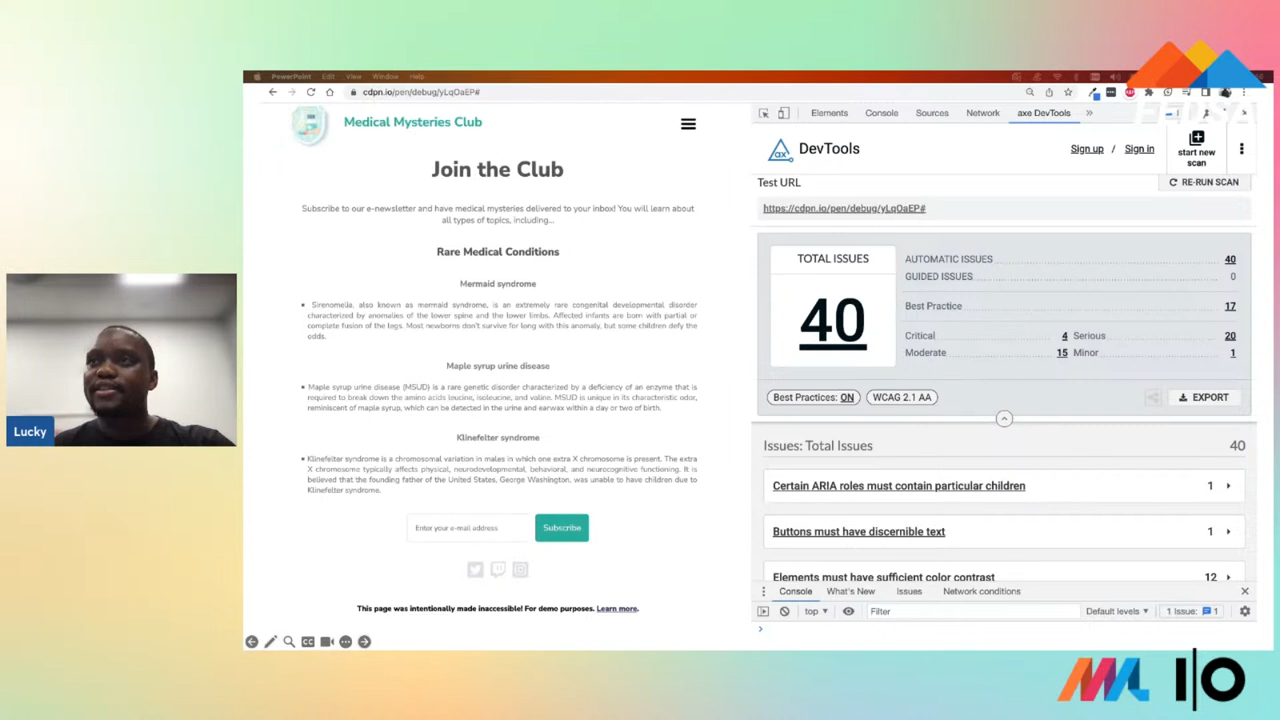 PowerPoint Edit View Window Help
cdpn.io/pen/debug/yLqOaEP#
Medical Mysteries Club
Join the Club
Subscribe to our e-newsletter and have medical mysteries delivered to your inbox! You will learn about
all types of topics, including...
Rare Medical Conditions
Mermaid syndrome
Sirenomelia, also known as mermaid syndrome, is an extremely rare congenital developmental disorder
characterized by anomalies of the lower spine and the lower limbs. Affected infants are born with partial or
complete fusion of the legs. Most newborns don't survive for long with this anomaly, but some children defy the
odds.
Maple syrup urine disease
Maple syrup urine disease (MSUD) is a rare genetic disorder characterized by a deficiency of an enzyme that is
required to break down the amino acids leucine, isoleucine, and valine. MSUD is unique in its characteristic odor,
reminiscent of maple syrup, which can be detected in the urine and earwax within a day or two of birth.
Klinefelter syndrome
Klinefelter syndrome is a chromosomal variation in males in which one extra X chromosome is present. The extra
X chromosome typically affects physical, neurodevelopmental, behavioral, and neurocognitive functioning. It is
believed that the founding father of the United States, George Washington, was unable to have children due to
Klinefelter syndrome.
Enter your e-mail address
Subscribe
This page was intentionally made inaccessible! For demo purposes. Learn more.
Elements Console Sources Network axe DevTools
DevTools
Sign up / Sign in
start new
scan
Test URL
RE-RUN SCAN
https://cdpn.io/pen/debug/yLqOaEP#
TOTAL ISSUES
40
AUTOMATIC ISSUES 40
GUIDED ISSUES 0
Best Practice 17
Critical 4 Serious 20
Moderate 15 Minor 1
Best Practices: ON
WCAG 2.1 AA
EXPORT
Issues: Total Issues 40
Certain ARIA roles must contain particular children 1
Buttons must have discernible text 1
Elements must have sufficient color contrast 12
Console What's New Issues Network conditions
top Filter Default levels 1 Issue: 1
Lucky
I/O